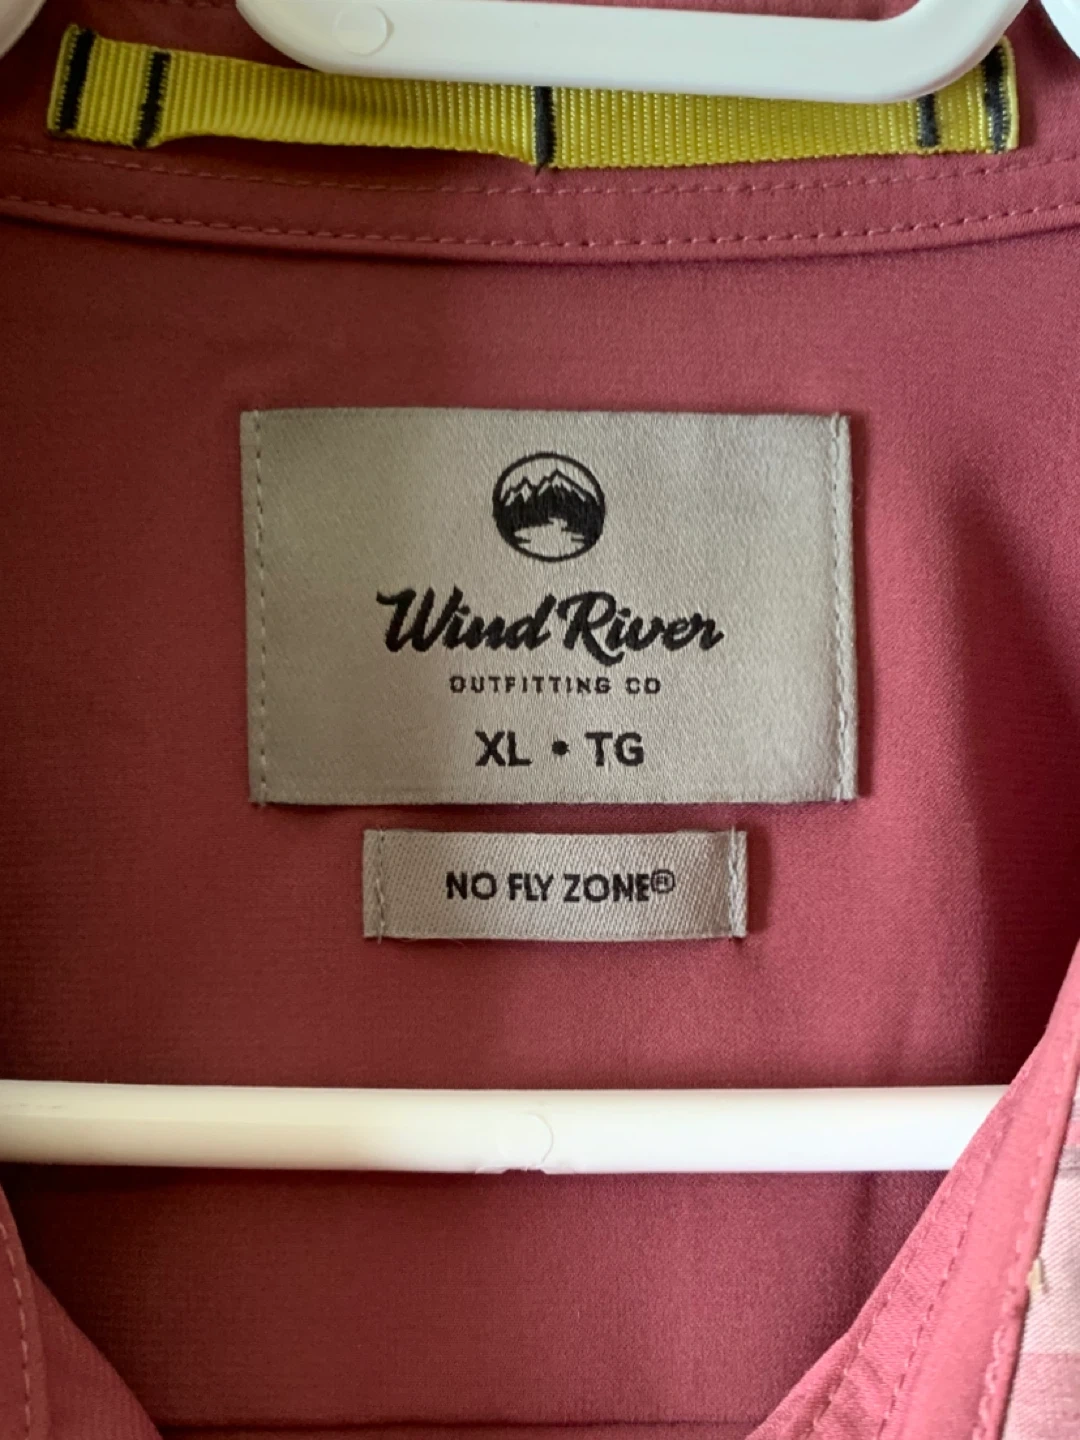 Wind River
OUTFITTING CO
XL • TG
NO FLY ZONE®